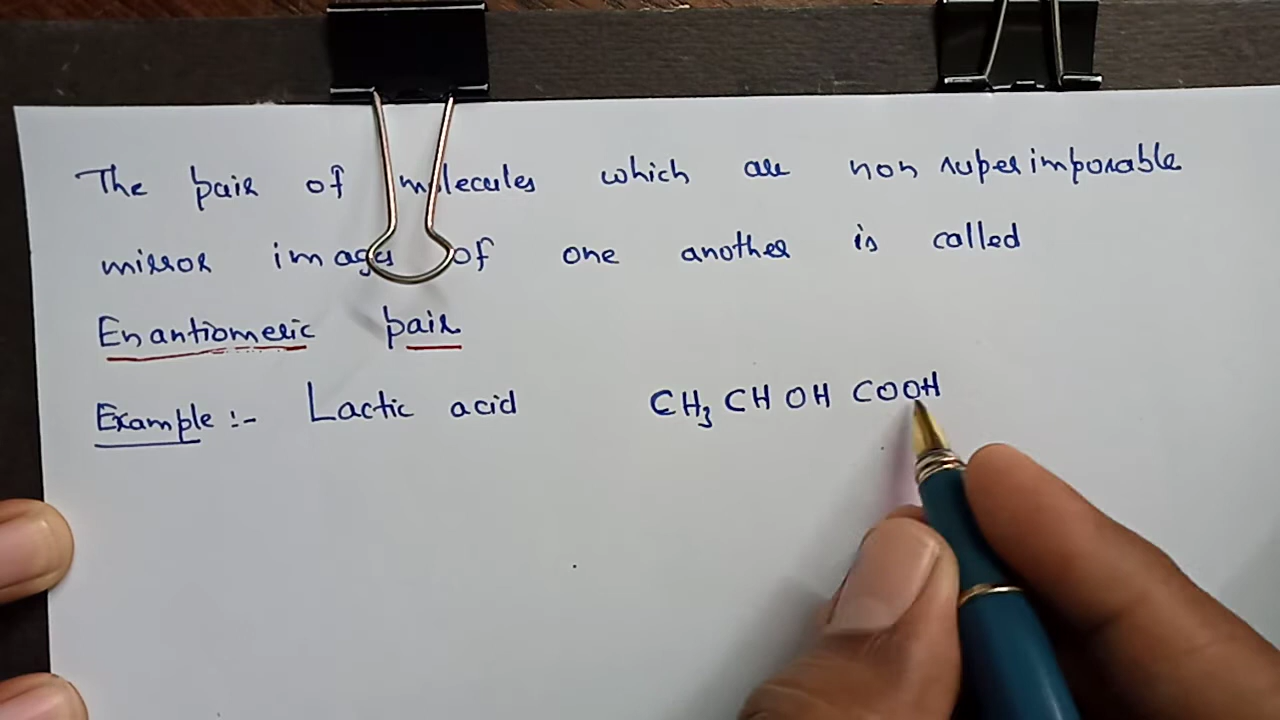 The pair of molecules which are non superimposable
mirror images of one another is called
Enantiomeric pair
Example :- Lactic acid CH₃ CH OH COOH